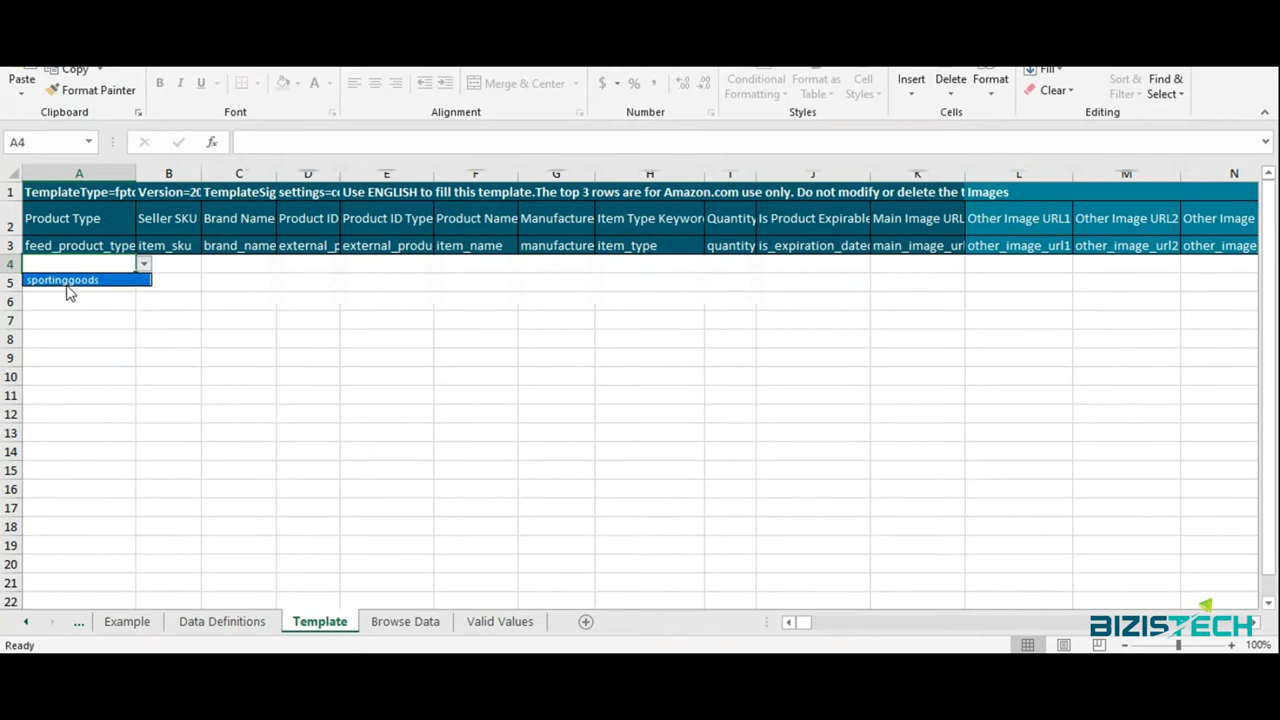 Copy
Paste
Format Painter
B I U
A
Merge & Center
$ %
Conditional
Formatting
Format as
Table
Cell
Styles
Insert
Delete
Format
Fill
Clear
Sort &
Filter
Find &
Select
Clipboard
Font
Alignment
Number
Styles
Cells
Editing
A4
fx
A B C D E F G H I J K L M N
1 TemplateType=fptc Version=20 TemplateSig settings=c Use ENGLISH to fill this template.The top 3 rows are for Amazon.com use only. Do not modify or delete the t Images
2 Product Type Seller SKU Brand Name Product ID Product ID Type Product Name Manufacture Item Type Keyword Quantity Is Product Expirable Main Image URL Other Image URL1 Other Image URL2 Other Image
3 feed_product_type item_sku brand_name external_p external_produ item_name manufacture item_type quantity is_expiration_dated main_image_url other_image_url1 other_image_url2 other_image
4
sportinggoods
5
6
7
8
9
10
11
12
13
14
15
16
17
18
19
20
21
22
... Example Data Definitions Template Browse Data Valid Values
BIZISTECH
Ready
100%